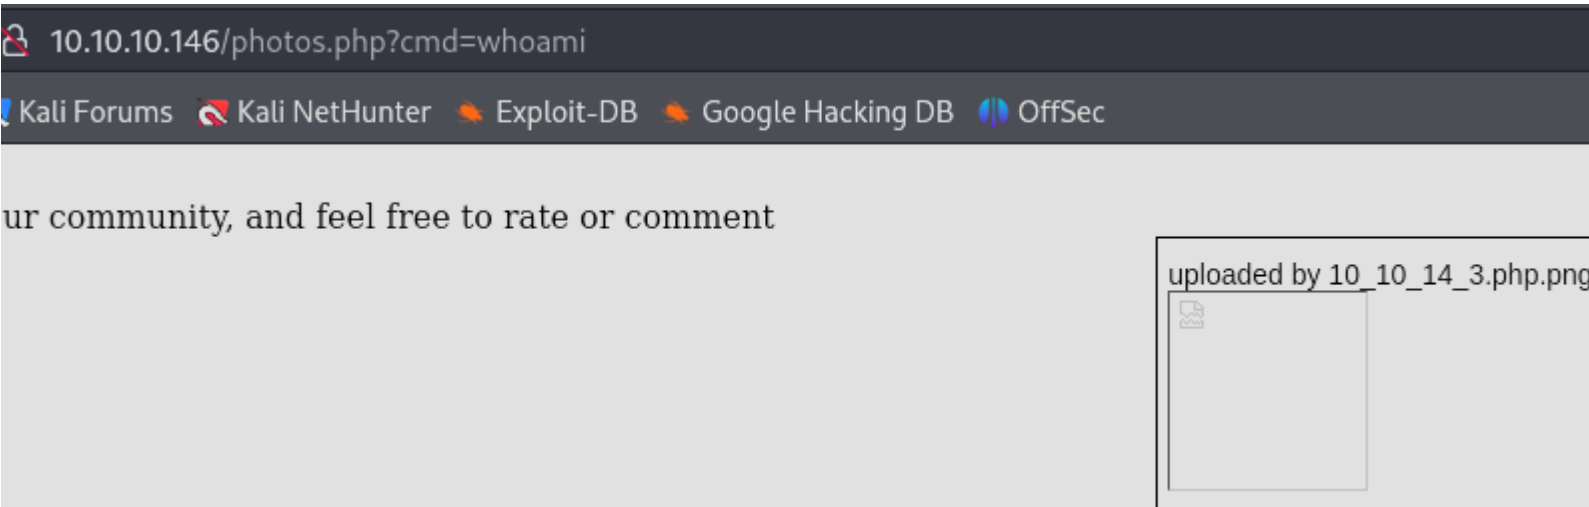 10.10.10.146/photos.php?cmd=whoami
Kali Forums Kali NetHunter Exploit-DB Google Hacking DB OffSec
ur community, and feel free to rate or comment
uploaded by 10_10_14_3.php.png